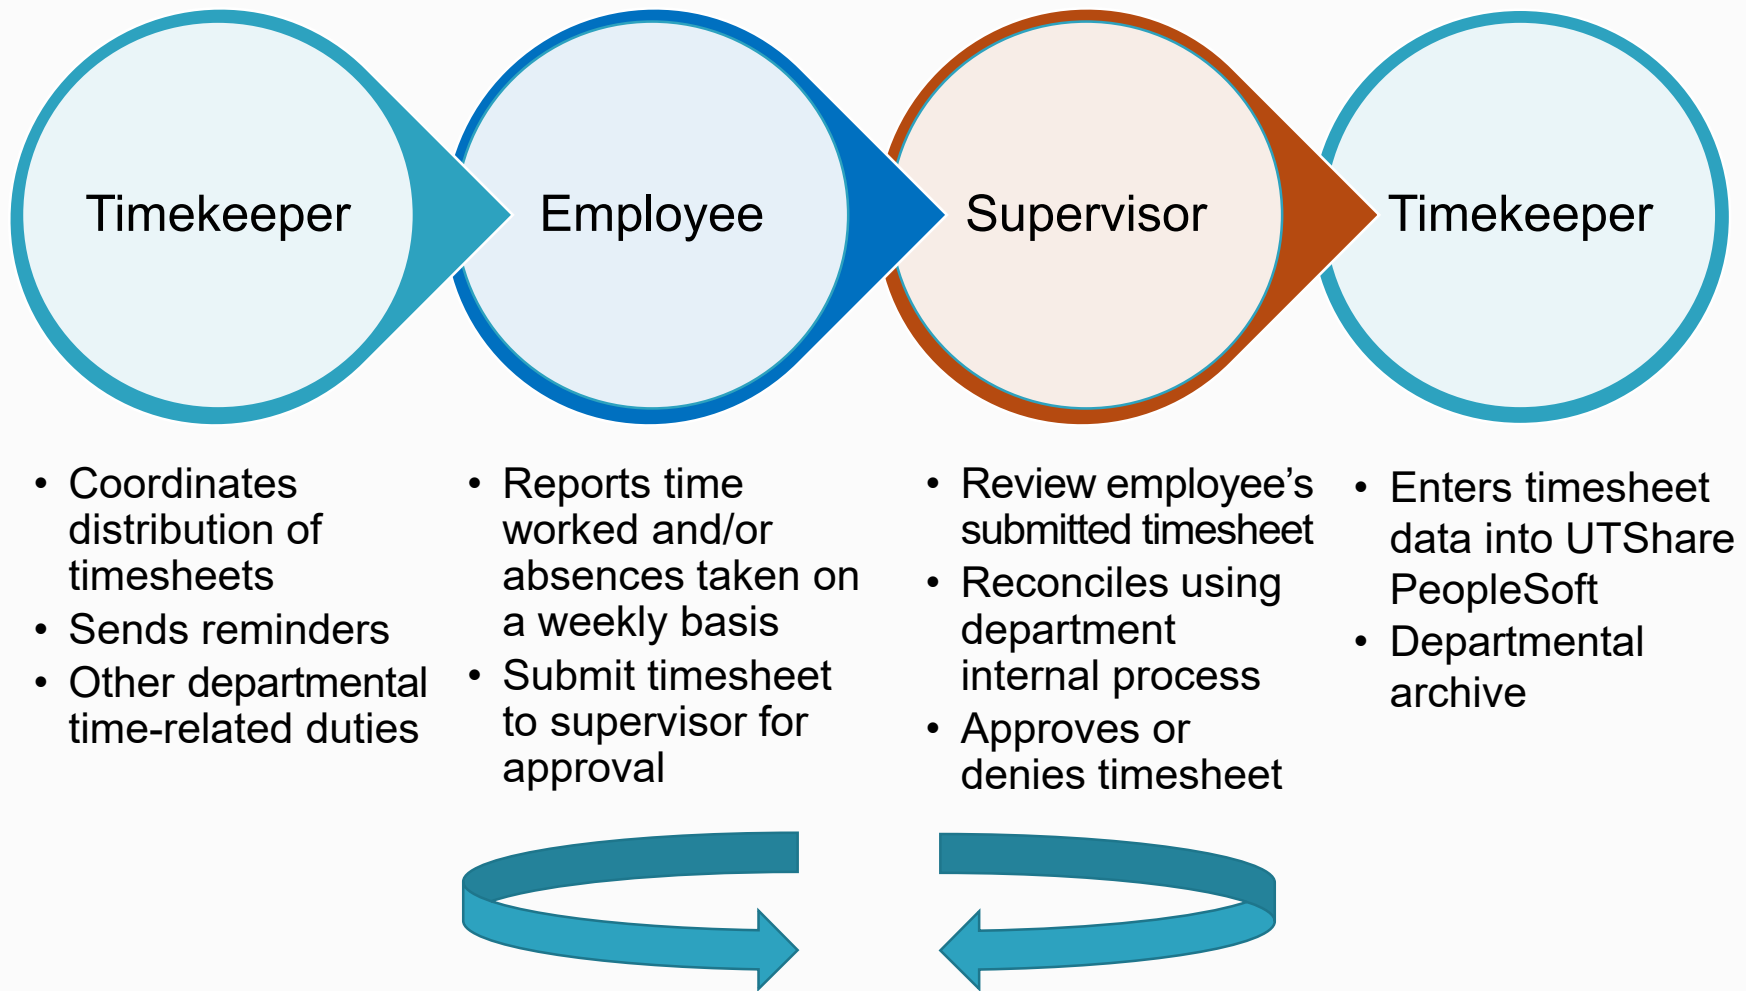 Timekeeper
Employee
Supervisor
Timekeeper
• Coordinates
distribution of
timesheets
• Sends reminders
• Other departmental
time-related duties
• Reports time
worked and/or
absences taken on
a weekly basis
• Submit timesheet
to supervisor for
approval
• Review employee’s
submitted timesheet
• Reconciles using
department
internal process
• Approves or
denies timesheet
• Enters timesheet
data into UTShare
PeopleSoft
• Departmental
archive